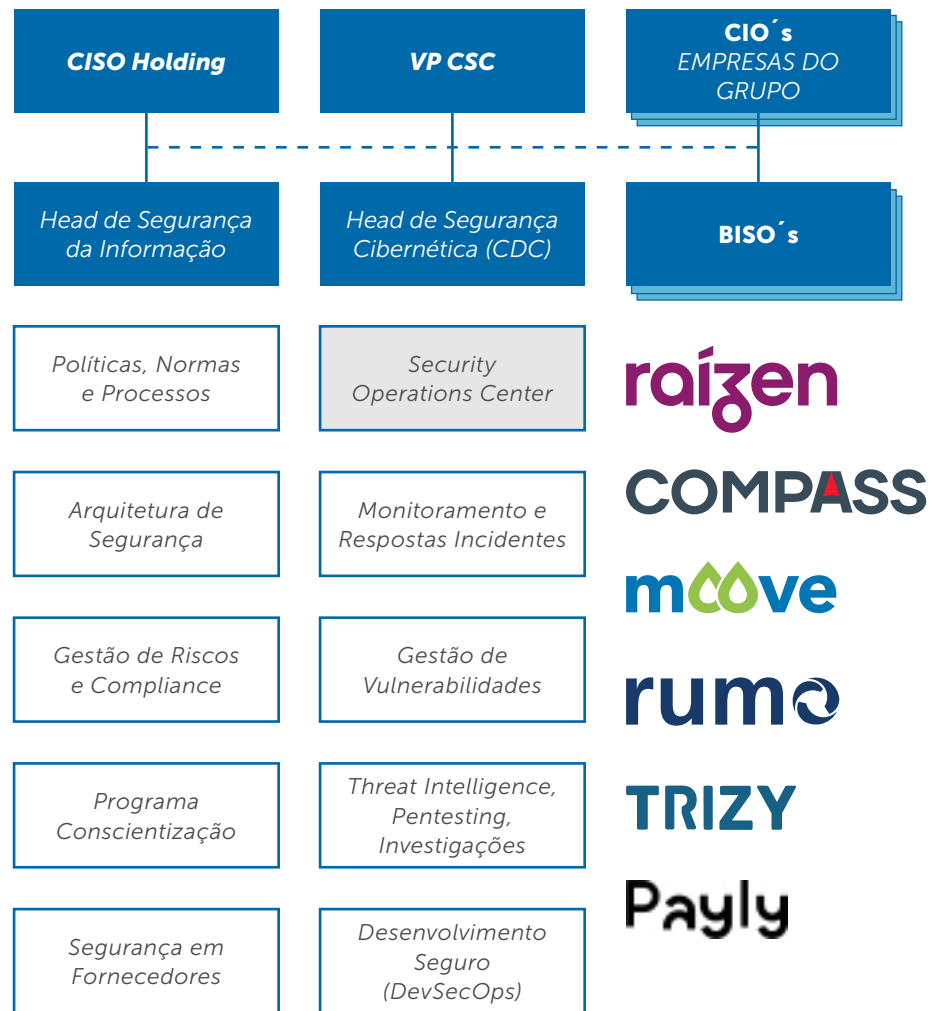 CISO Holding
VP CSC
CIO´s
EMPRESAS DO
GRUPO
Head de Segurança
da Informação
Head de Segurança
Cibernética (CDC)
BISO´s
Políticas, Normas
e Processos
Arquitetura de
Segurança
Gestão de Riscos
e Compliance
Programa
Conscientização
Segurança em
Fornecedores
Security
Operations Center
Monitoramento e
Respostas Incidentes
Gestão de
Vulnerabilidades
Threat Intelligence,
Pentesting,
Investigações
Desenvolvimento
Seguro
(DevSecOps)
raízen
COMPASS
moove
rumo
TRIZY
Payly